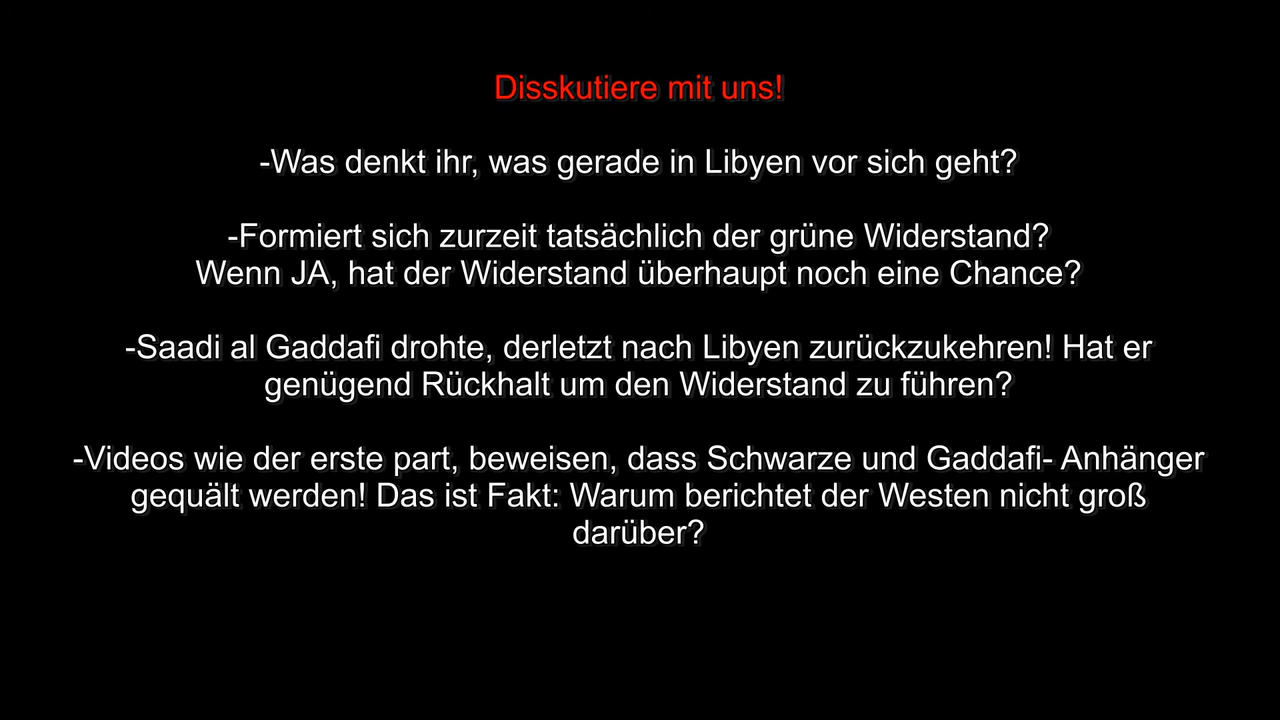 Disskutiere mit uns!
-Was denkt ihr, was gerade in Libyen vor sich geht?
-Formiert sich zurzeit tatsächlich der grüne Widerstand?
Wenn JA, hat der Widerstand überhaupt noch eine Chance?
-Saadi al Gaddafi drohte, derletzt nach Libyen zurückzukehren! Hat er
genügend Rückhalt um den Widerstand zu führen?
-Videos wie der erste part, beweisen, dass Schwarze und Gaddafi- Anhänger
gequält werden! Das ist Fakt: Warum berichtet der Westen nicht groß
darüber?